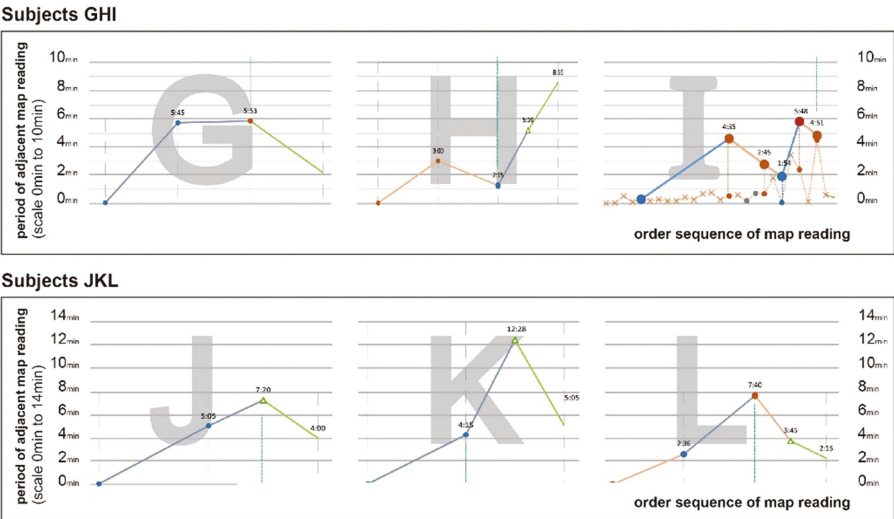 Subjects GHI
period of adjacent map reading
(scale 0min to 10min)
10min
8min
6min
4min
2min
0min
G
5:45
5:53
H
3:00
2:15
8:35
I
4:35
2:45
1:54
5:48
4:51
10min
8min
6min
4min
2min
0min
order sequence of map reading
Subjects JKL
period of adjacent map reading
(scale 0min to 14min)
14min
12min
10min
8min
6min
4min
2min
0min
J
5:05
7:20
4:00
K
4:15
12:28
5:05
L
2:36
7:40
3:45
2:15
14min
12min
10min
8min
6min
4min
2min
0min
order sequence of map reading